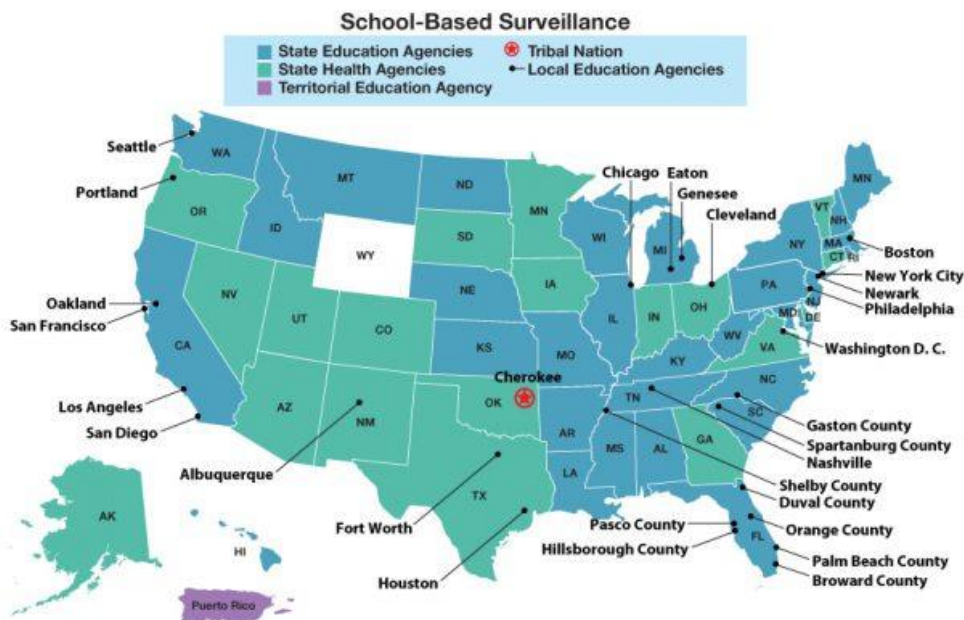 School-Based Surveillance
State Education Agencies
Tribal Nation
State Health Agencies
Local Education Agencies
Territorial Education Agency
Seattle
WA
Portland
OR
MT
ID
ND
MN
SD
WY
WI
MI
Chicago
Eaton
Genesee
Cleveland
MN
VT
NH
NY
MA
CT
RI
Boston
New York City
Newark
Philadelphia
PA
NJ
MD
DE
Washington D. C.
Oakland
San Francisco
NV
CA
UT
CO
NE
IA
IL
IN
OH
WV
VA
KS
MO
KY
Cherokee
Los Angeles
San Diego
AZ
NM
OK
AR
TN
NC
SC
Gaston County
Spartanburg County
Nashville
Shelby County
Duval County
Albuquerque
Fort Worth
TX
Houston
LA
MS
AL
GA
Pasco County
Hillsborough County
FL
Orange County
Palm Beach County
Broward County
AK
HI
Puerto Rico